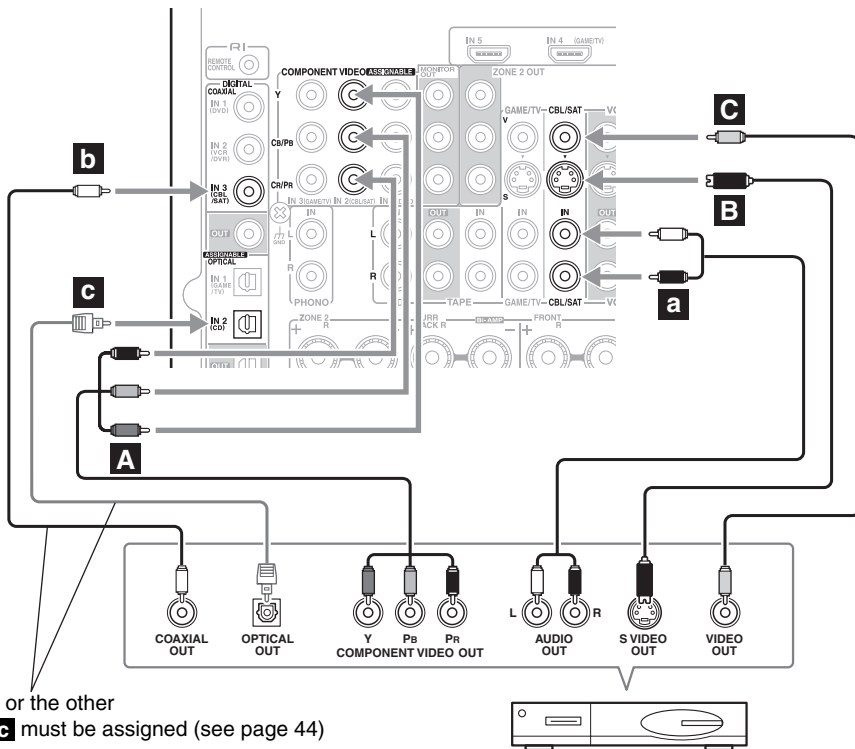 IN 5
IN 4 (GAME/TV)
RI
REMOTE CONTROL
DIGITAL
COAXIAL
IN 1 (DVD)
IN 2 (VCR /DVR)
IN 3 (CBL /SAT)
OUT
ASSIGNABLE
OPTICAL
IN 1 (GAME /TV)
IN 2 (CD)
OUT
COMPONENT VIDEO ASSIGNABLE
Y
CB/PB
CR/PR
MONITOR OUT
ZONE 2 OUT
IN 3(GAME/TV) IN 2(CBL/SAT) IN
GND
IN
L
R
PHONO
L
R
OUT
IN
IN
IN
OUT
TAPE
GAME/TV
CBL/SAT
V
S
GAME/TV
CBL/SAT
ZONE 2
R
BI-AMP
FRONT
R
b
c
A
C
B
a
COAXIAL OUT
OPTICAL OUT
Y PB PR
COMPONENT VIDEO OUT
L R
AUDIO OUT
S VIDEO OUT
VIDEO OUT
or the other
c must be assigned (see page 44)